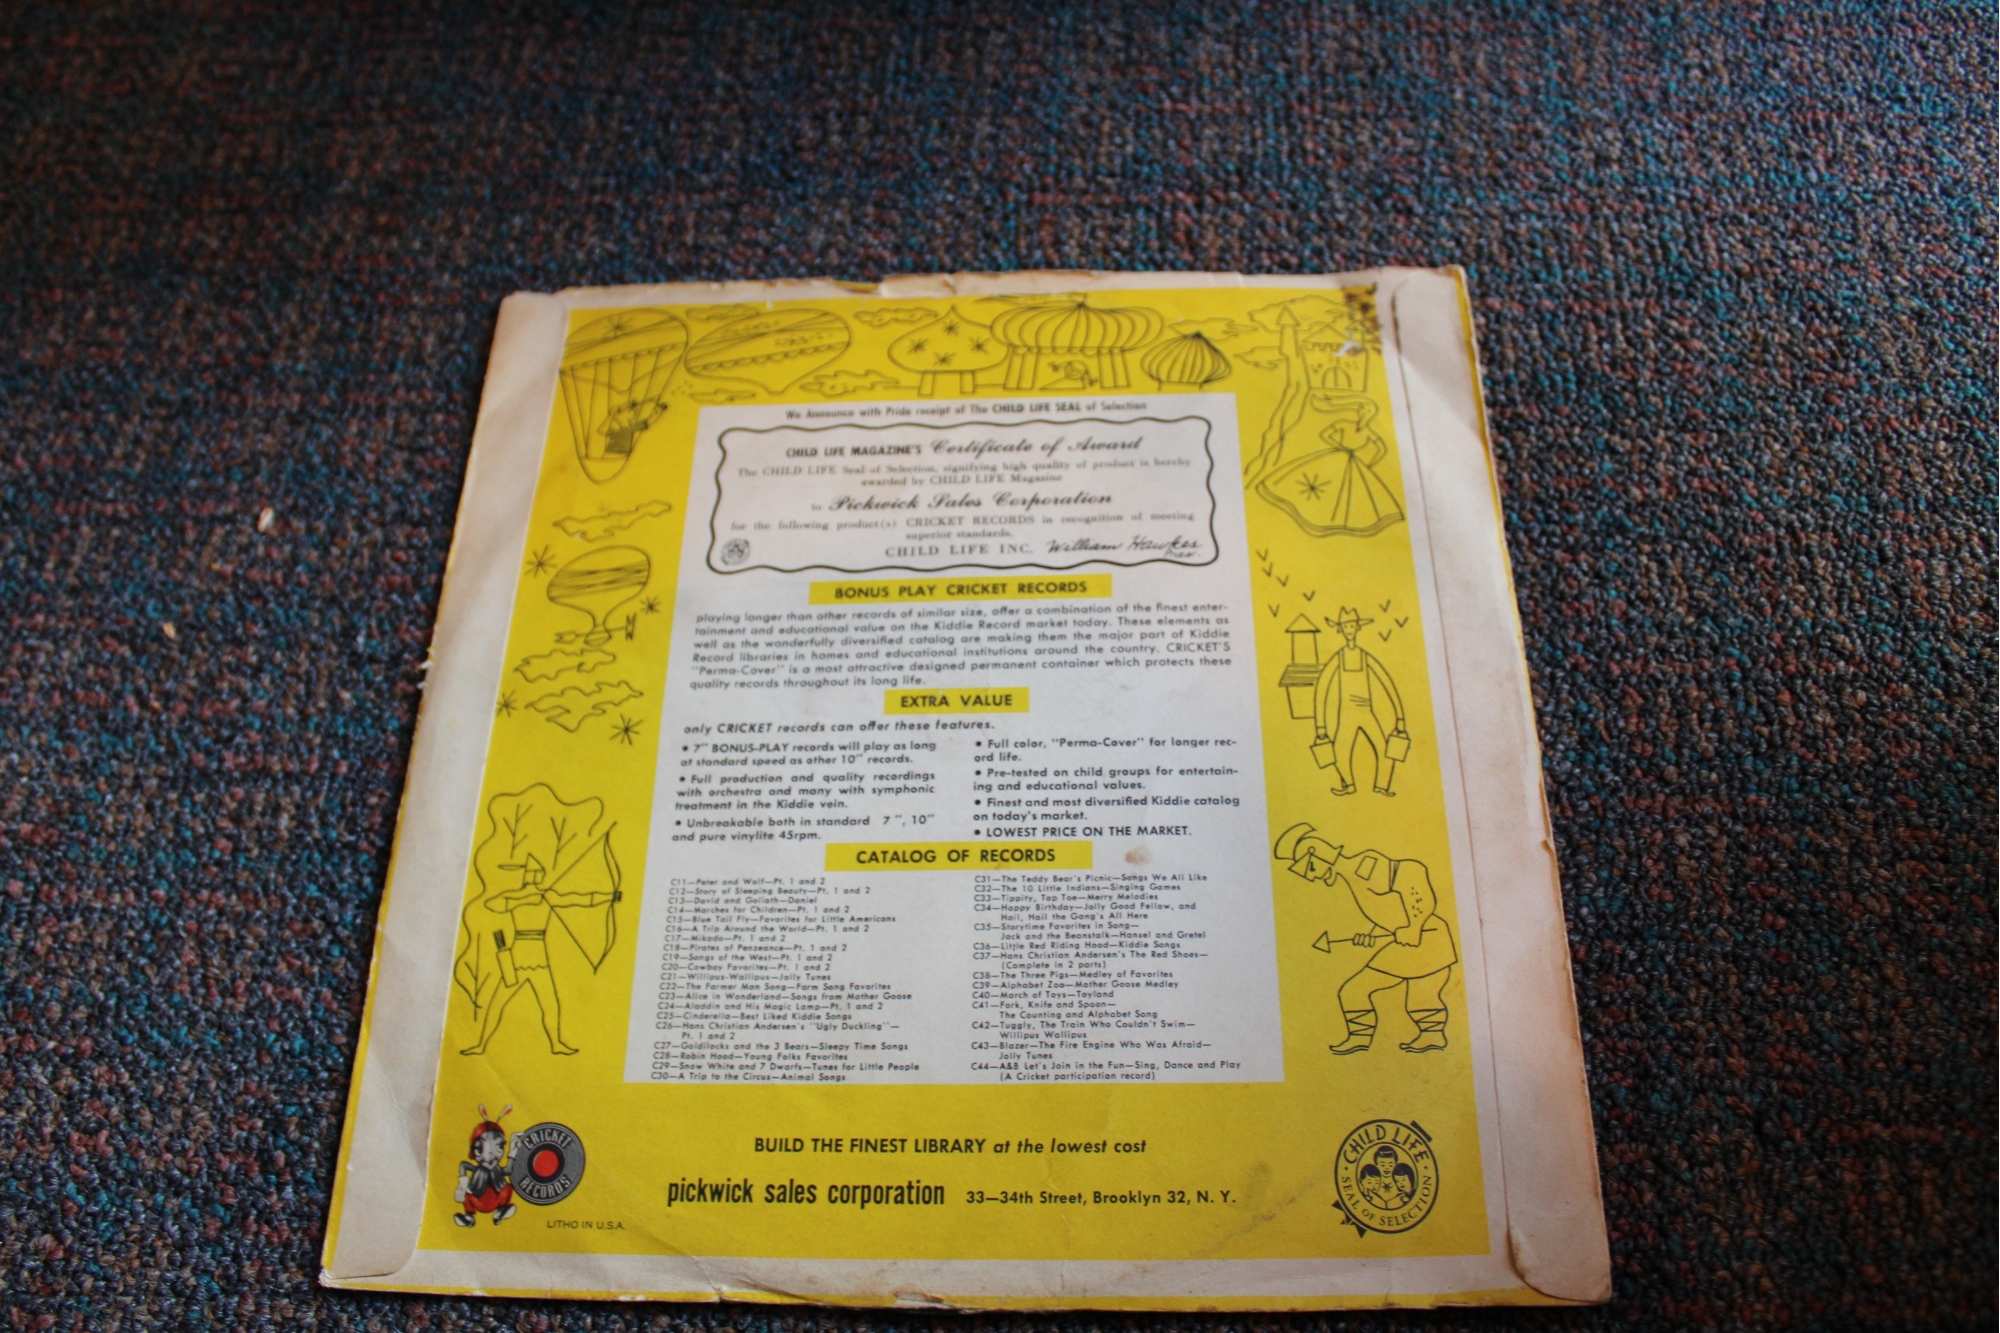 We Announce with Pride receipt of The CHILD LIFE SEAL of Selection
CHILD LIFE MAGAZINE'S Certificate of Award
The CHILD LIFE Seal of Selection, signifying high quality of product is hereby
awarded by CHILD LIFE Magazine
to Pickwick Sales Corporation
for the following product(s) CRICKET RECORDS in recognition of meeting
superior standards.
CHILD LIFE INC. William Hawkes
Pres.
BONUS PLAY CRICKET RECORDS
playing longer than other records of similar size, offer a combination of the finest enter-
tainment and educational value on the Kiddie Record market today. These elements as
well as the wonderfully diversified catalog are making them the major part of Kiddie
Record libraries in homes and educational institutions around the country. CRICKET'S
"Perma-Cover" is a most attractive designed permanent container which protects these
quality records throughout its long life.
EXTRA VALUE
only CRICKET records can offer these features.
• 7" BONUS-PLAY records will play as long
at standard speed as other 10" records.
• Full production and quality recordings
with orchestra and many with symphonic
treatment in the Kiddie vein.
• Unbreakable both in standard 7", 10"
and pure vinylite 45rpm.
• Full color, "Perma-Cover" for longer rec-
ord life.
• Pre-tested on child groups for entertain-
ing and educational values.
• Finest and most diversified Kiddie catalog
on today's market.
• LOWEST PRICE ON THE MARKET.
CATALOG OF RECORDS
C11—Peter and Wolf—Pt. 1 and 2
C12—Story of Sleeping Beauty—Pt. 1 and 2
C13—David and Goliath—Daniel
C14—Marches for Children—Pt. 1 and 2
C15—Blue Tail Fly—Favorites for Little Americans
C16—A Trip Around the World—Pt. 1 and 2
C17—Mikado—Pt. 1 and 2
C18—Pirates of Penzeance—Pt. 1 and 2
C19—Songs of the West—Pt. 1 and 2
C20—Cowboy Favorites—Pt. 1 and 2
C21—Willipus-Wallipus—Jolly Tunes
C22—The Farmer Man Song—Farm Song Favorites
C23—Alice in Wonderland—Songs from Mother Goose
C24—Aladdin and His Magic Lamp—Pt. 1 and 2
C25—Cinderella—Best Liked Kiddie Songs
C26—Hans Christian Andersen's "Ugly Duckling"—
Pt. 1 and 2
C27—Goldilocks and the 3 Bears—Sleepy Time Songs
C28—Robin Hood—Young Folks Favorites
C29—Snow White and 7 Dwarfs—Tunes for Little People
C30—A Trip to the Circus—Animal Songs
C31—The Teddy Bear's Picnic—Songs We All Like
C32—The 10 Little Indians—Singing Games
C33—Tippity, Tap Toe—Merry Melodies
C34—Happy Birthday—Jolly Good Fellow, and
Hail, Hail the Gang's All Here
C35—Storytime Favorites in Song—
Jack and the Beanstalk—Hansel and Gretel
C36—Little Red Riding Hood—Kiddie Songs
C37—Hans Christian Andersen's The Red Shoes—
(Complete in 2 parts)
C38—The Three Pigs—Medley of Favorites
C39—Alphabet Zoo—Mother Goose Medley
C40—March of Toys—Toyland
C41—Fork, Knife and Spoon—
The Counting and Alphabet Song
C42—Tuggly, The Train Who Couldn't Swim—
Willipus Wallipus
C43—Blazer—The Fire Engine Who Was Afraid—
Jolly Tunes
C44—A&B Let's Join in the Fun—Sing, Dance and Play
(A Cricket participation record)
CRICKET
RECORDS
LITHO IN U.S.A.
BUILD THE FINEST LIBRARY at the lowest cost
pickwick sales corporation 33—34th Street, Brooklyn 32, N. Y.
CHILD LIFE
SEAL OF SELECTION